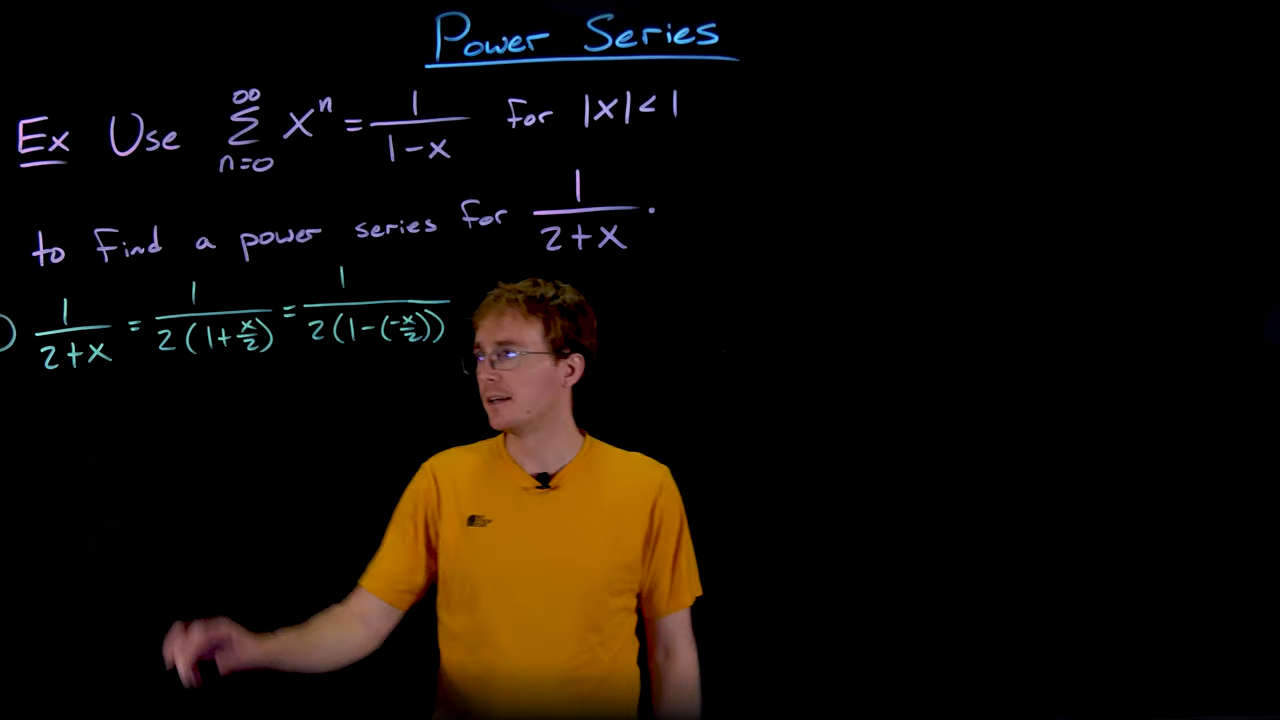 Power Series
Ex Use ∞ ∑ n=0 xⁿ = 1/(1-x) for |x|<1
to find a power series for 1/(2+x).
) 1/(2+x) = 1/(2(1+x/2)) = 1/(2(1-(-x/2)))